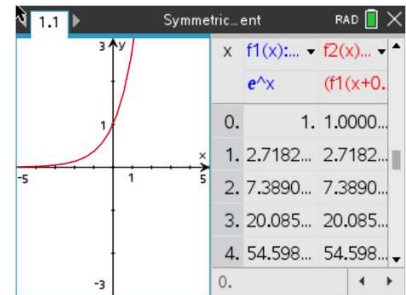 1.1 Symmetric...ent RAD
3 y
1
x
-5 1 5
-3
x f1(x):... f2(x)...
e^x (f1(x+0.
0. 1. 1.0000...
1. 2.7182... 2.7182...
2. 7.3890... 7.3890...
3. 20.085... 20.085...
4. 54.598... 54.598...
0.